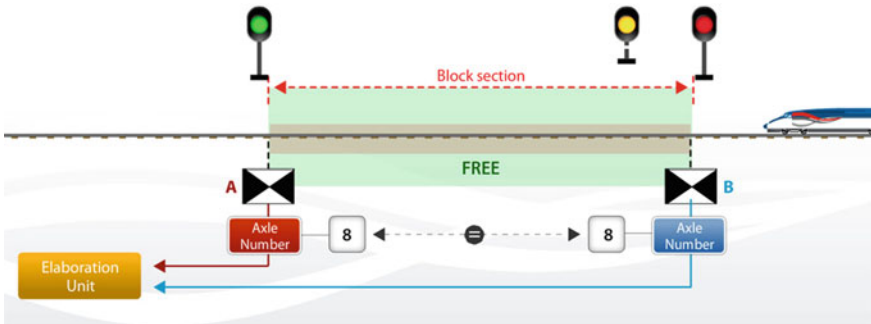 Block section
FREE
A
B
Axle
Number
8
=
8
Axle
Number
Elaboration
Unit